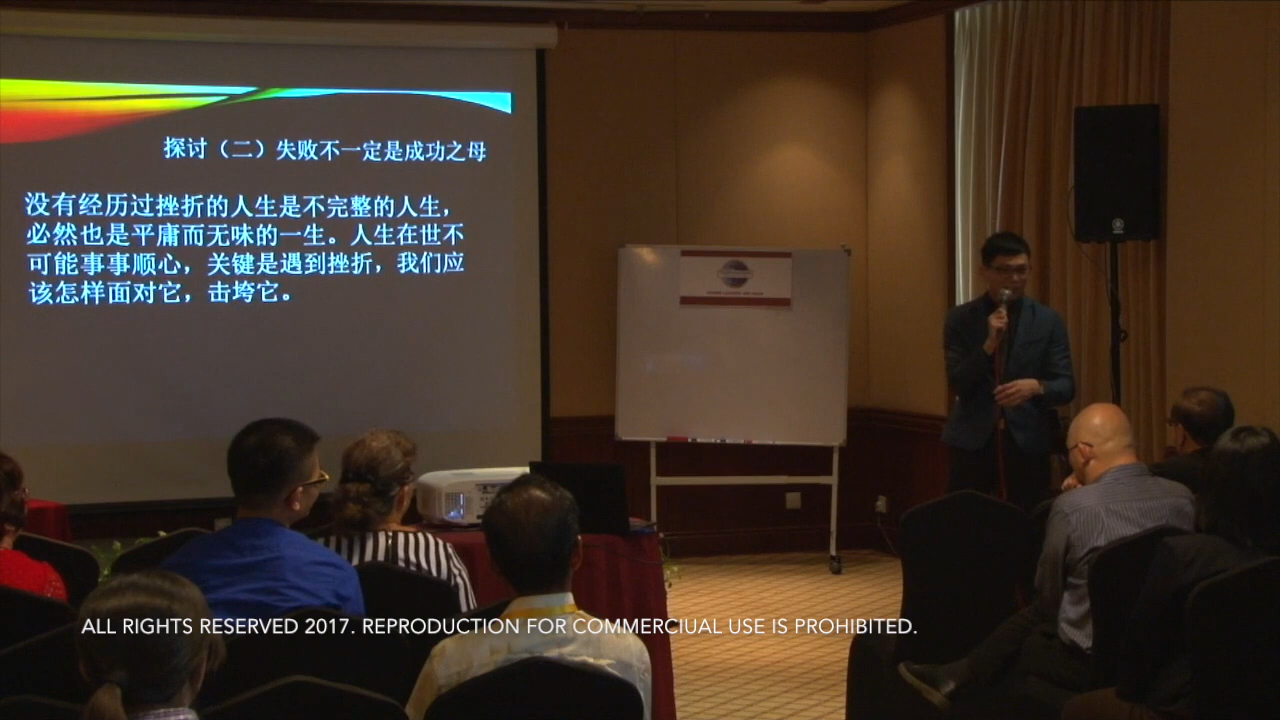 探讨（二）失败不一定是成功之母
没有经历过挫折的人生是不完整的人生，
必然也是平庸而无味的一生。人生在世不
可能事事顺心，关键是遇到挫折，我们应
该怎样面对它，击垮它。
ALL RIGHTS RESERVED 2017. REPRODUCTION FOR COMMERCIUAL USE IS PROHIBITED.